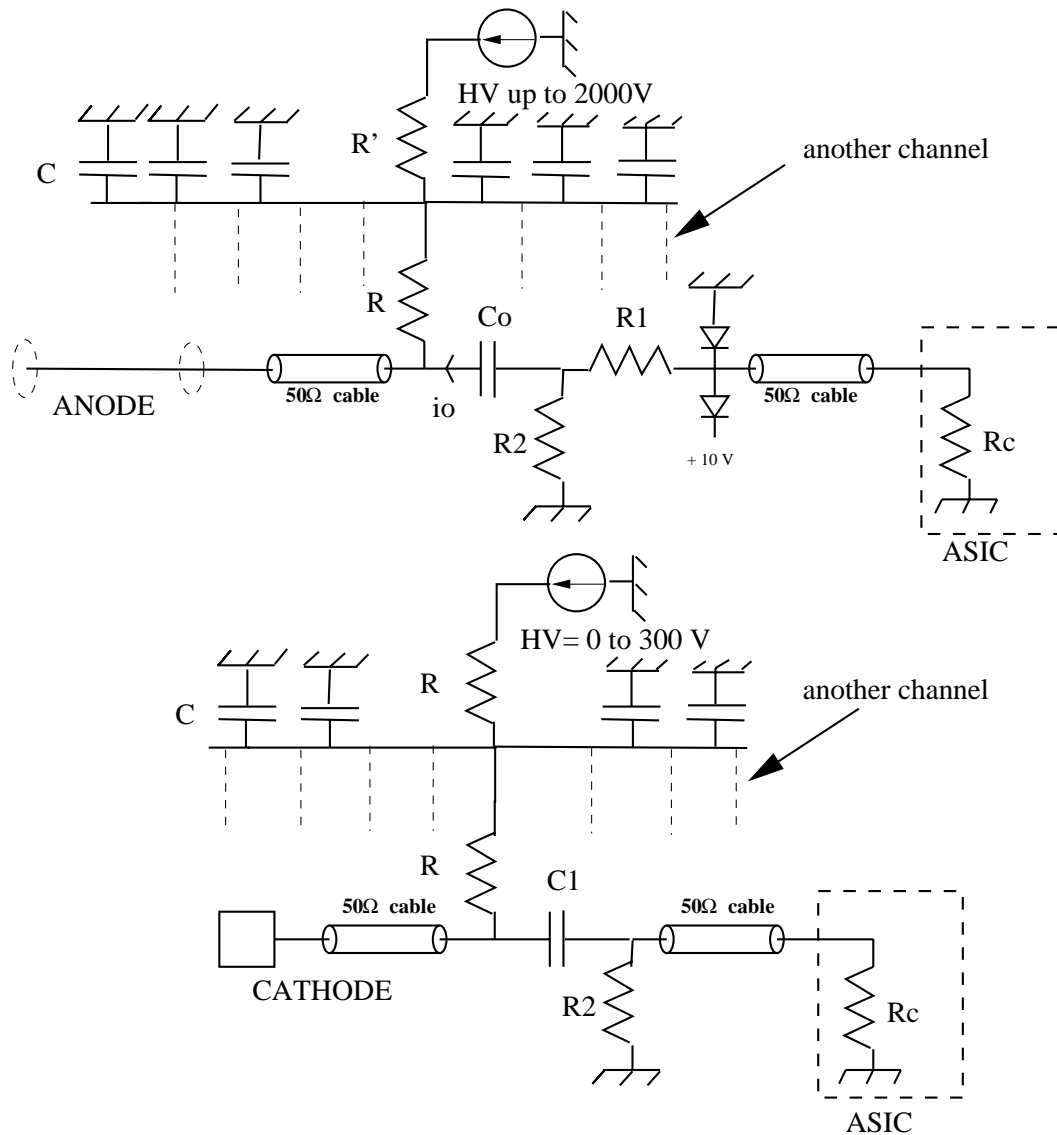 HV up to 2000V
R'
C
another channel
R
Co
R1
50Ω cable
50Ω cable
ANODE
io
R2
+ 10 V
Rc
ASIC
HV= 0 to 300 V
R
another channel
C
R
C1
50Ω cable
50Ω cable
CATHODE
R2
Rc
ASIC